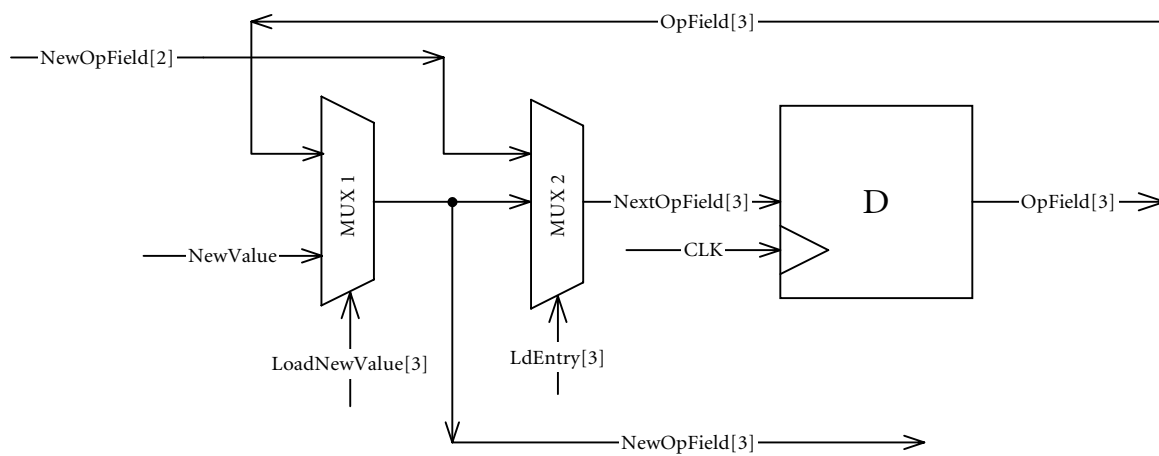 OpField[3]
NewOpField[2]
MUX 1
MUX 2
NextOpField[3]
D
OpField[3]
CLK
NewValue
LoadNewValue[3]
LdEntry[3]
NewOpField[3]